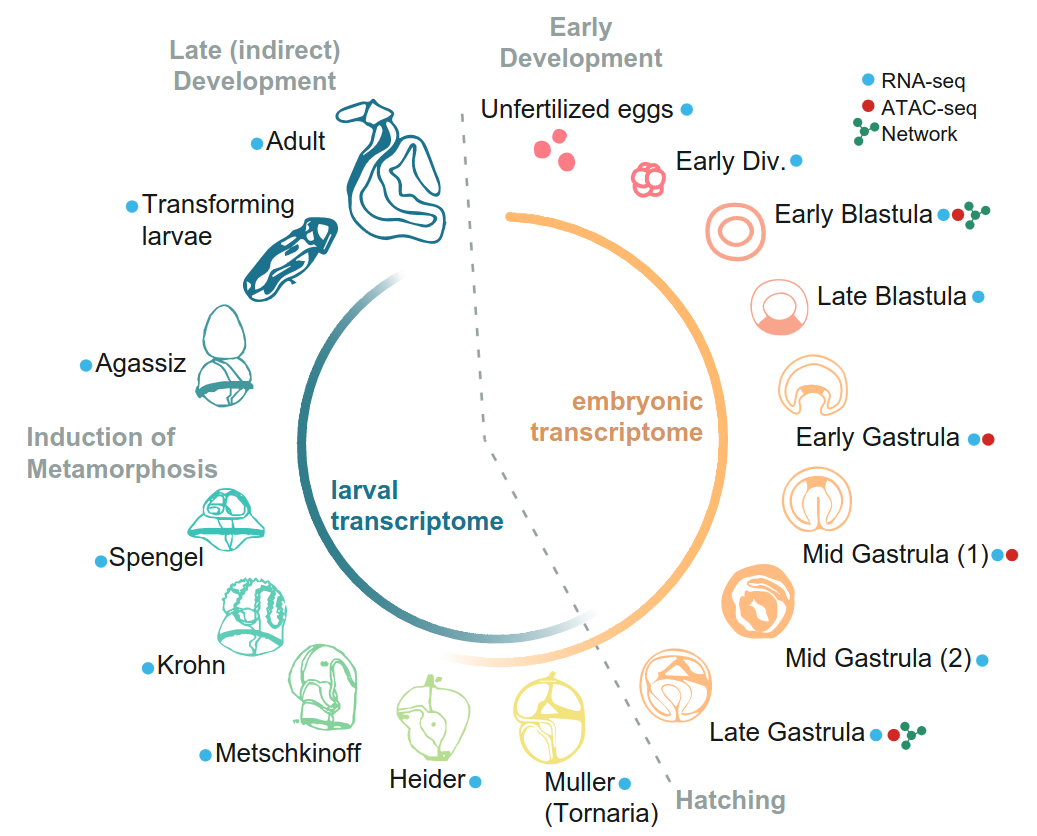 Early
Development
Late (indirect)
Development
RNA-seq
ATAC-seq
Network
Unfertilized eggs
Early Div.
Early Blastula
Late Blastula
Early Gastrula
Mid Gastrula (1)
Mid Gastrula (2)
Late Gastrula
Hatching
Muller
(Tornaria)
Heider
Metschkinoff
Krohn
Spengel
Induction of
Metamorphosis
Agassiz
Transforming
larvae
Adult
embryonic
transcriptome
larval
transcriptome